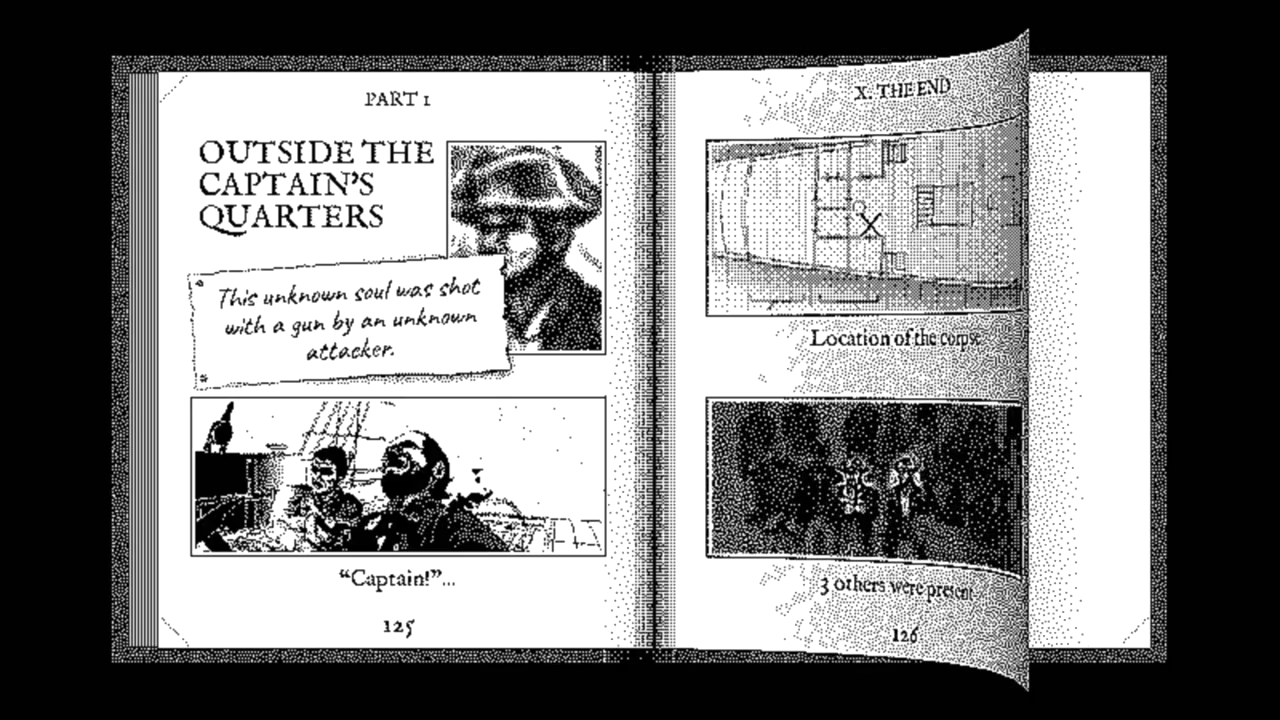 PART 1
OUTSIDE THE
CAPTAIN'S
QUARTERS
This unknown soul was shot
with a gun by an unknown
attacker.
“Captain!”...
125
X. THE END
Location of the corpse
3 others were present
126